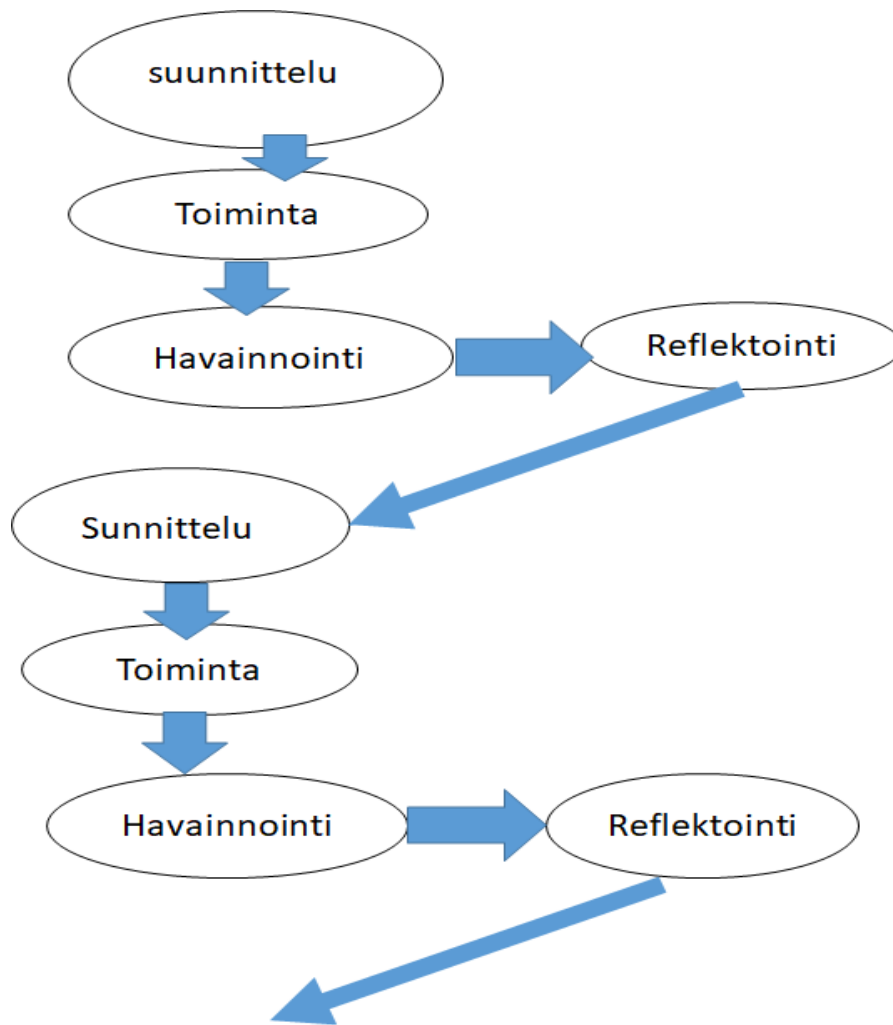 suunnittelu
Toiminta
Havainnointi
Reflektointi
Sunnittelu
Toiminta
Havainnointi
Reflektointi